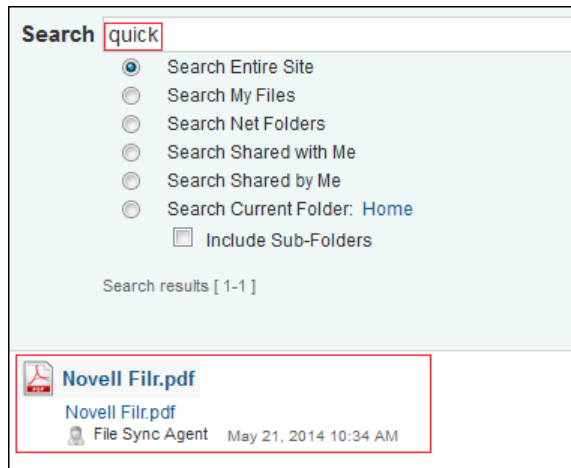 Search quick
Search Entire Site
Search My Files
Search Net Folders
Search Shared with Me
Search Shared by Me
Search Current Folder: Home
Include Sub-Folders
Search results [ 1-1 ]
PDF
Novell Filr.pdf
Novell Filr.pdf
File Sync Agent May 21, 2014 10:34 AM